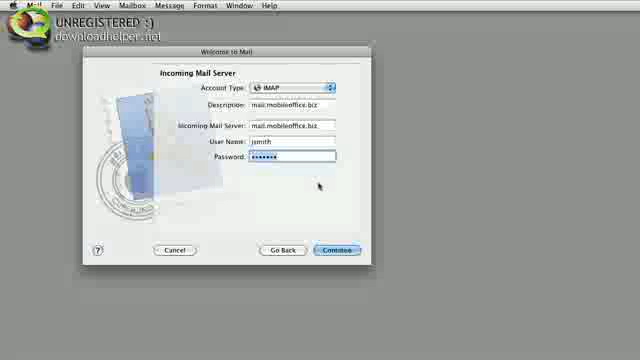 Mail File Edit View Mailbox Message Format Window Help
UNREGISTERED :)
downloadhelper.net
Welcome to Mail
Incoming Mail Server
Account Type: IMAP
Description: mail.mobileoffice.biz
Incoming Mail Server: mail.mobileoffice.biz
User Name: jsmith
Password: •••••••
? Cancel Go Back Continue